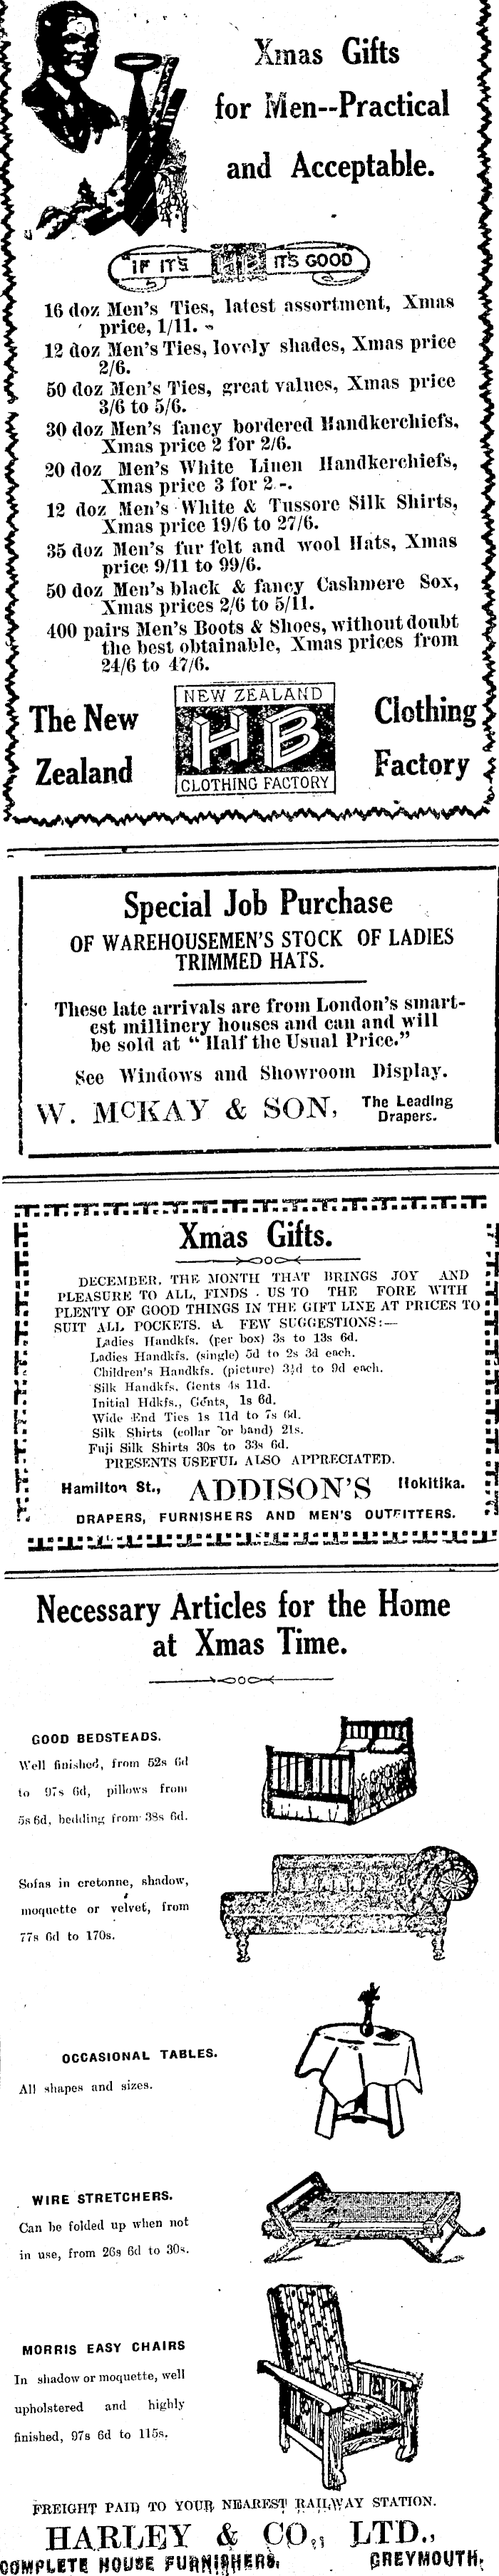 Xmas Gifts
for Men--Practical
and Acceptable.
IF IT'S HB IT'S GOOD
16 doz Men's Ties, latest assortment, Xmas
price, 1/11.
12 doz Men's Ties, lovely shades, Xmas price
2/6.
50 doz Men's Ties, great values, Xmas price
3/6 to 5/6.
30 doz Men's fancy bordered Handkerchiefs,
Xmas price 2 for 2/6.
20 doz Men's White Linen Handkerchiefs,
Xmas price 3 for 2 -.
12 doz Men's White & Tussore Silk Shirts,
Xmas price 19/6 to 27/6.
35 doz Men's fur felt and wool Hats, Xmas
price 9/11 to 99/6.
50 doz Men's black & fancy Cashmere Sox,
Xmas prices 2/6 to 5/11.
400 pairs Men's Boots & Shoes, without doubt
the best obtainable, Xmas prices from
24/6 to 47/6.
The New
Zealand
NEW ZEALAND
HB
CLOTHING FACTORY
Clothing
Factory
Special Job Purchase
OF WAREHOUSEMEN'S STOCK OF LADIES
TRIMMED HATS.
These late arrivals are from London's smart-
est millinery houses and can and will
be sold at "Half the Usual Price."
See Windows and Showroom Display.
W. McKAY & SON, The Leading
Drapers.
Xmas Gifts.
DECEMBER, THE MONTH THAT BRINGS JOY AND
PLEASURE TO ALL, FINDS US TO THE FORE WITH
PLENTY OF GOOD THINGS IN THE GIFT LINE AT PRICES TO
SUIT ALL POCKETS. A FEW SUGGESTIONS:—
Ladies Handkfs. (per box) 3s to 13s 6d.
Ladies Handkfs. (single) 5d to 2s 3d each.
Children's Handkfs. (picture) 3½d to 9d each.
Silk Handkfs. Gents 4s 11d.
Initial Hdkfs., Gents, 1s 6d.
Wide End Ties 1s 11d to 7s 6d.
Silk Shirts (collar or band) 21s.
Fuji Silk Shirts 30s to 33s 6d.
PRESENTS USEFUL ALSO APPRECIATED.
Hamilton St., ADDISON'S Hokitika.
DRAPERS, FURNISHERS AND MEN'S OUTFITTERS.
Necessary Articles for the Home
at Xmas Time.
GOOD BEDSTEADS.
Well finished, from 52s 6d
to 97s 6d, pillows from
5s 6d, bedding from 38s 6d.
Sofas in cretonne, shadow,
moquette or velvet, from
77s 6d to 170s.
OCCASIONAL TABLES.
All shapes and sizes.
WIRE STRETCHERS.
Can be folded up when not
in use, from 26s 6d to 30s.
MORRIS EASY CHAIRS
In shadow or moquette, well
upholstered and highly
finished, 97s 6d to 115s.
FREIGHT PAID TO YOUR NEAREST RAILWAY STATION.
HARLEY & CO., LTD.,
COMPLETE HOUSE FURNISHERS, GREYMOUTH.